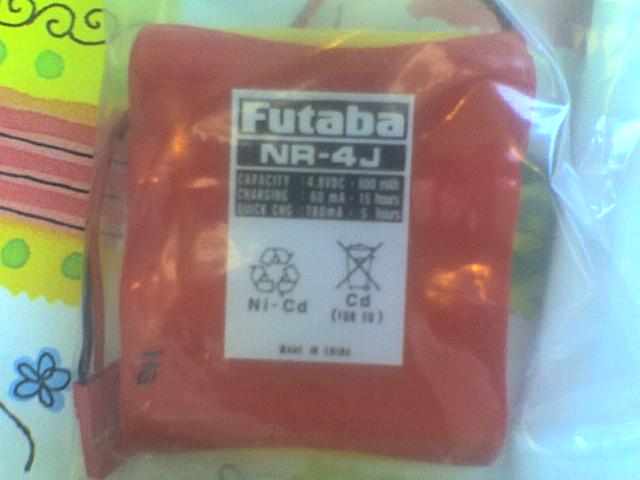 Futaba
NR-4J
CAPACITY : 4.8VDC - 600 mAh
CHARGING : 60 mA - 15 hours
QUICK CHG : 180mA - 5 hours
Ni-Cd
Cd
MADE IN CHINA